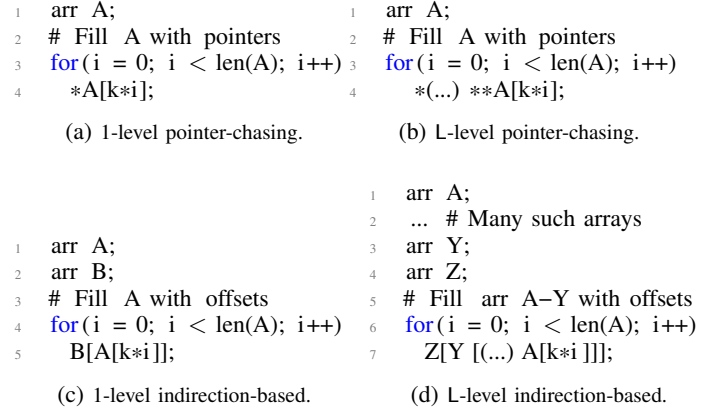 1 arr A;
2 # Fill A with pointers
3 for(i = 0; i < len(A); i++)
4 *A[k*i];
(a) 1-level pointer-chasing.
1 arr A;
2 # Fill A with pointers
3 for(i = 0; i < len(A); i++)
4 *(...) **A[k*i];
(b) L-level pointer-chasing.
1 arr A;
2 arr B;
3 # Fill A with offsets
4 for(i = 0; i < len(A); i++)
5 B[A[k*i]];
(c) 1-level indirection-based.
1 arr A;
2 ... # Many such arrays
3 arr Y;
4 arr Z;
5 # Fill arr A−Y with offsets
6 for(i = 0; i < len(A); i++)
7 Z[Y [(...) A[k*i ]]];
(d) L-level indirection-based.